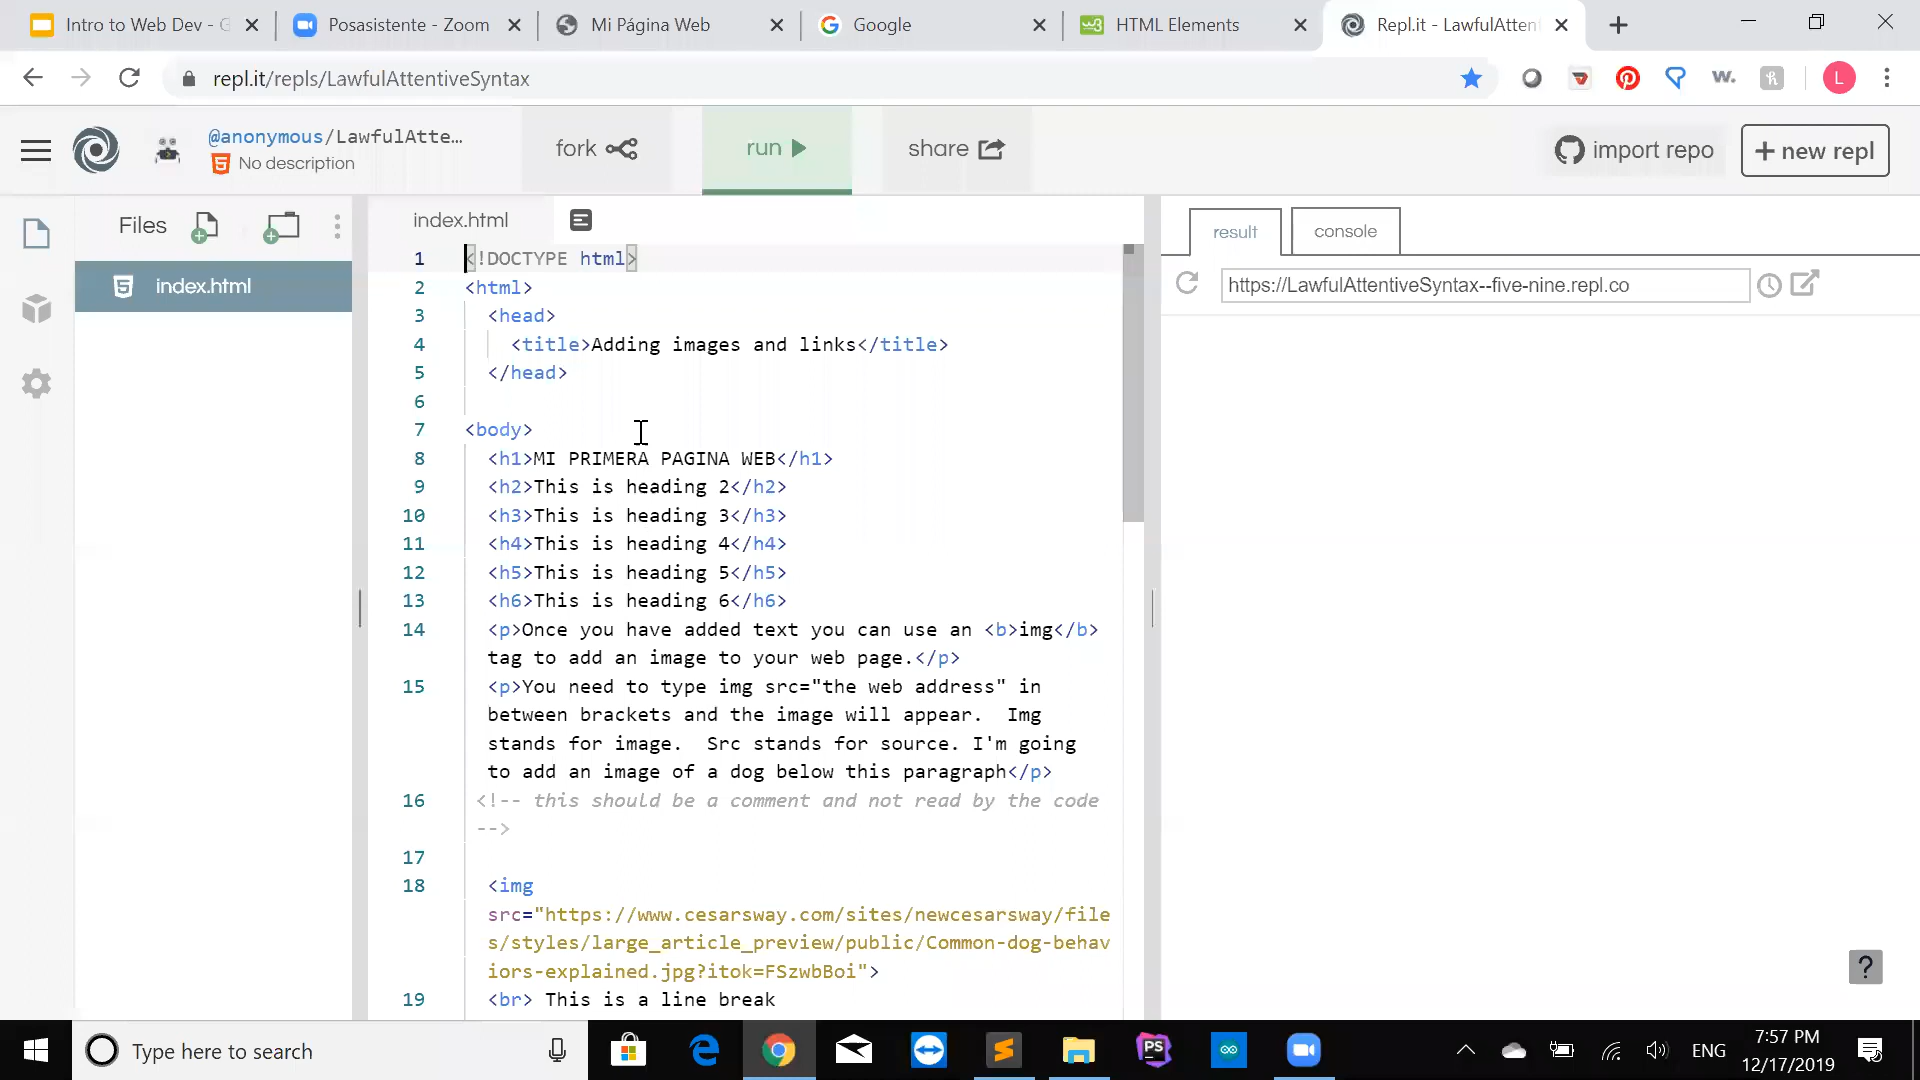 Intro to Web Dev - G
Posasistente - Zoom
Mi Página Web
Google
w3
HTML Elements
Repl.it - LawfulAtten
repl.it/repls/LawfulAttentiveSyntax
w.
h
L
@anonymous/LawfulAtte...
No description
fork
run
share
import repo
+ new repl
Files
index.html
index.html
result
console
https://LawfulAttentiveSyntax--five-nine.repl.co
1 <!DOCTYPE html>
2 <html>
3 <head>
4 <title>Adding images and links</title>
5 </head>
6
7 <body>
8 <h1>MI PRIMERA PAGINA WEB</h1>
9 <h2>This is heading 2</h2>
10 <h3>This is heading 3</h3>
11 <h4>This is heading 4</h4>
12 <h5>This is heading 5</h5>
13 <h6>This is heading 6</h6>
14 <p>Once you have added text you can use an <b>img</b>
tag to add an image to your web page.</p>
15 <p>You need to type img src="the web address" in
between brackets and the image will appear.  Img
stands for image.  Src stands for source. I'm going
to add an image of a dog below this paragraph</p>
16 <!-- this should be a comment and not read by the code
-->
17
18 <img
src="https://www.cesarsway.com/sites/newcesarsway/file
s/styles/large_article_preview/public/Common-dog-behav
iors-explained.jpg?itok=FSzwbBoi">
19 <br> This is a line break
?
Type here to search
PS
ENG
7:57 PM
12/17/2019